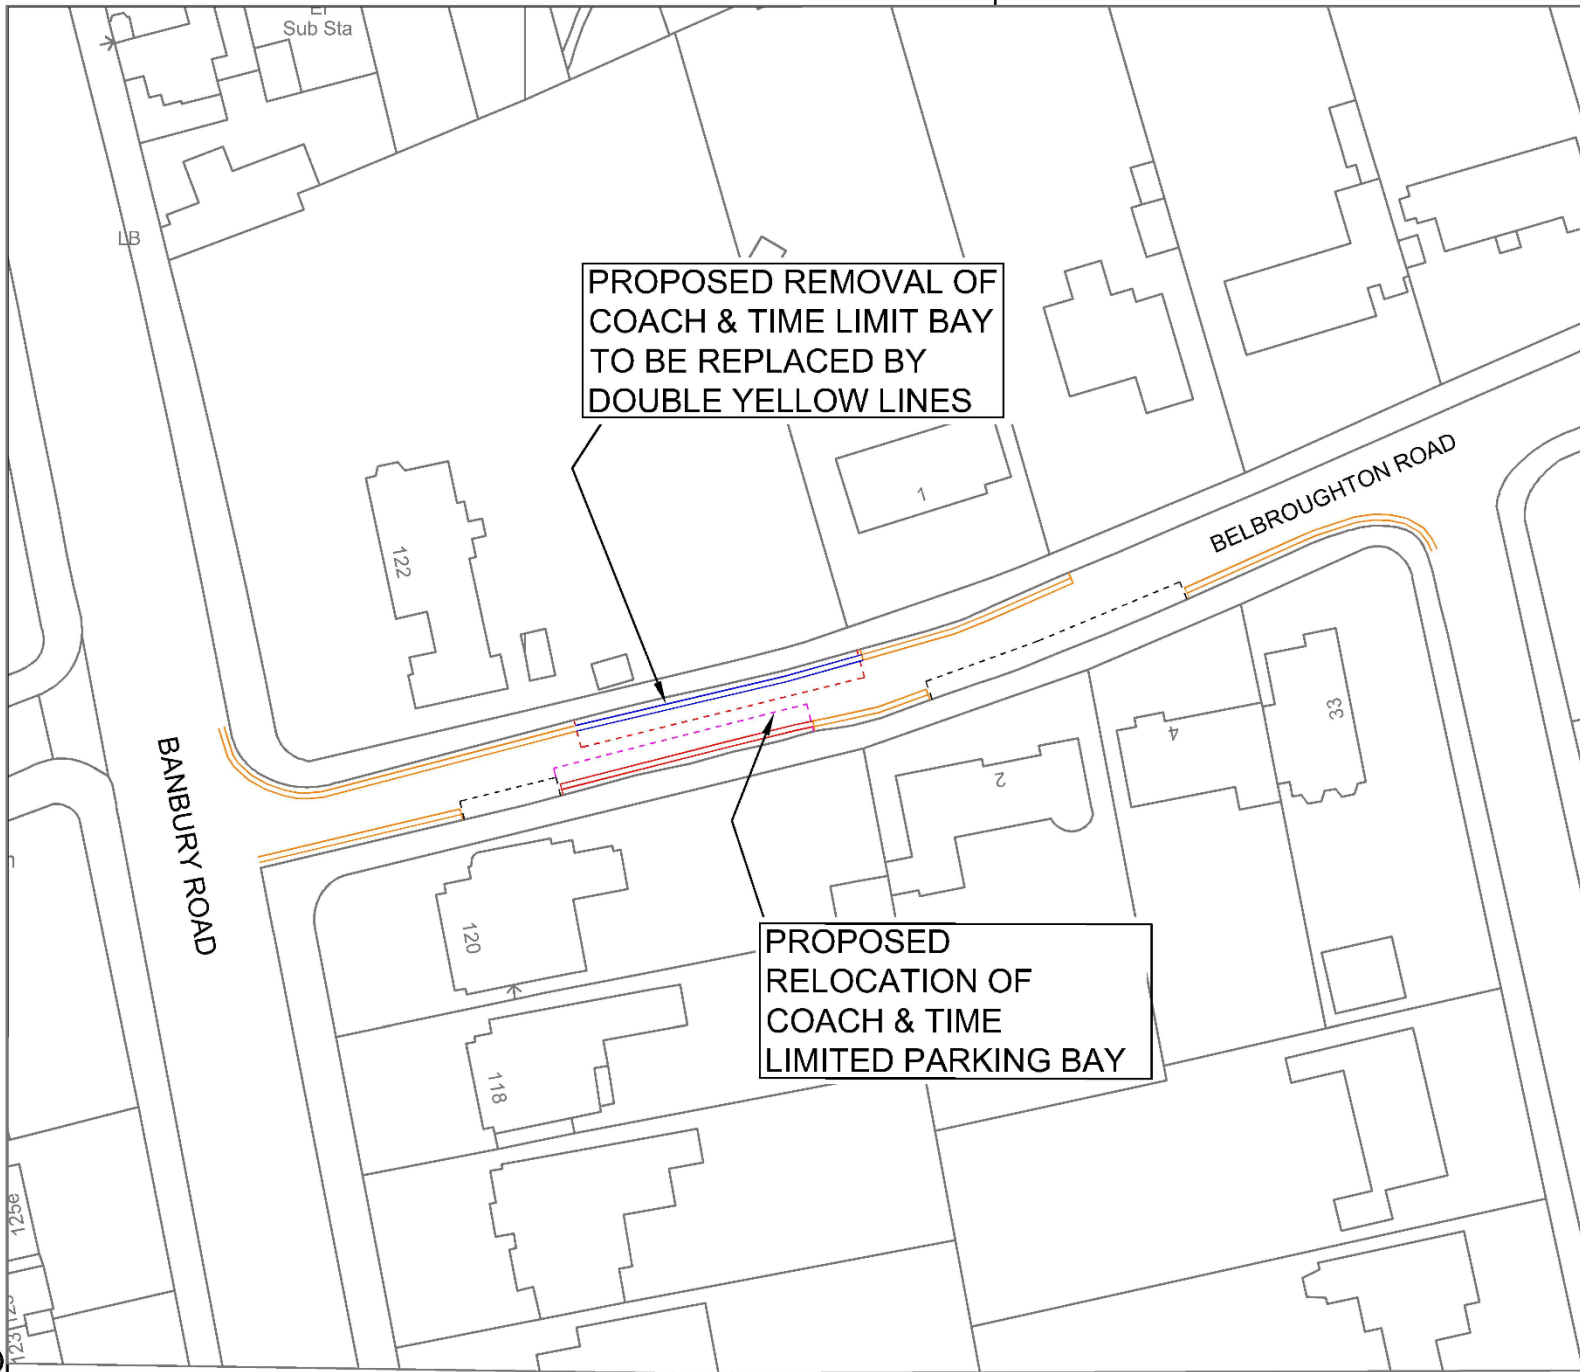 Sub Sta
LB
PROPOSED REMOVAL OF
COACH & TIME LIMIT BAY
TO BE REPLACED BY
DOUBLE YELLOW LINES
BELBROUGHTON ROAD
1
122
33
4
2
BANBURY ROAD
120
PROPOSED
RELOCATION OF
COACH & TIME
LIMITED PARKING BAY
118
125e
123